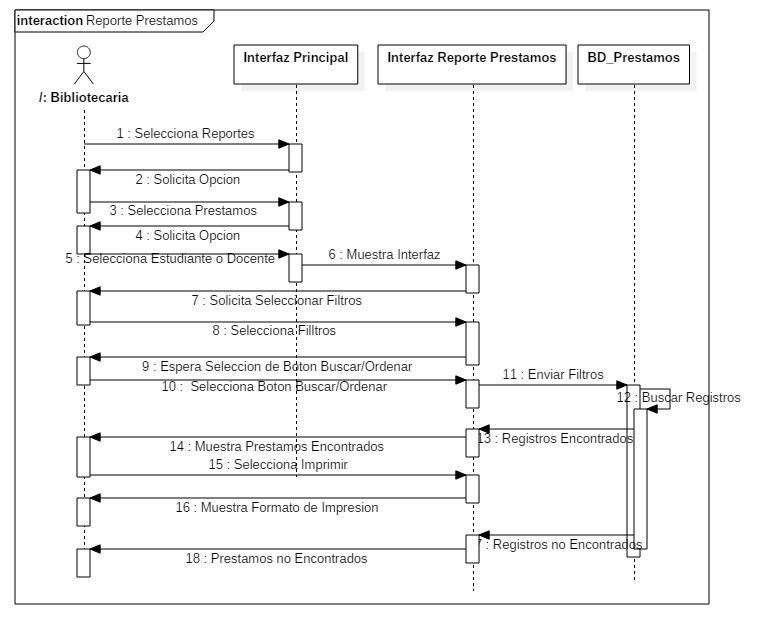 interaction Reporte Prestamos
Interfaz Principal
Interfaz Reporte Prestamos
BD_Prestamos
/: Bibliotecaria
1 : Selecciona Reportes
2 : Solicita Opcion
3 : Selecciona Prestamos
4 : Solicita Opcion
5 : Selecciona Estudiante o Docente
6 : Muestra Interfaz
7 : Solicita Seleccionar Filtros
8 : Selecciona Filltros
9 : Espera Seleccion de Boton Buscar/Ordenar
10 : Selecciona Boton Buscar/Ordenar
11 : Enviar Filtros
12 : Buscar Registros
13 : Registros Encontrados
14 : Muestra Prestamos Encontrados
15 : Selecciona Imprimir
16 : Muestra Formato de Impresion
7 : Registros no Encontrados
18 : Prestamos no Encontrados